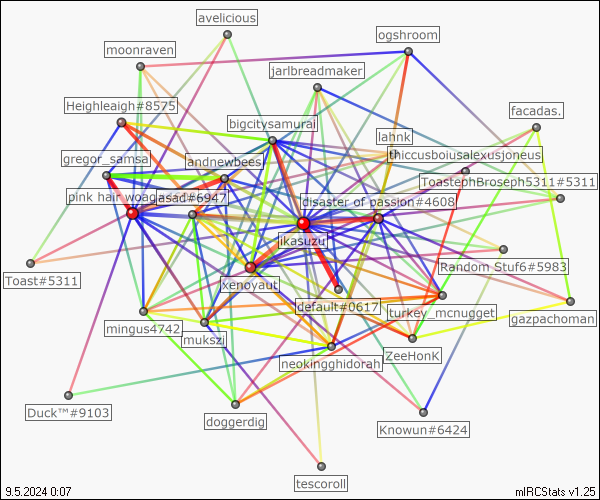 avelicious
ogshroom
moonraven
jarlbreadmaker
Heighleaigh#8575
facadas.
bigcitysamurai
lahnk
gregor_samsa
andnewbees
thiccusboiusalexusjoneus
ToastephBroseph5311#5311
pink hair
asad#6947
disaster of passion#4608
ikasuzu
Toast#5311
Random Stuf6#5983
xenoyaut
default#0617
turkey_mcnugget
gazpachoman
mingus4742
mukszi
ZeeHonK
neokingghidorah
Duck™#9103
doggerdig
Knowun#6424
tescoroll
9.5.2024 0:07
mIRCStats v1.25